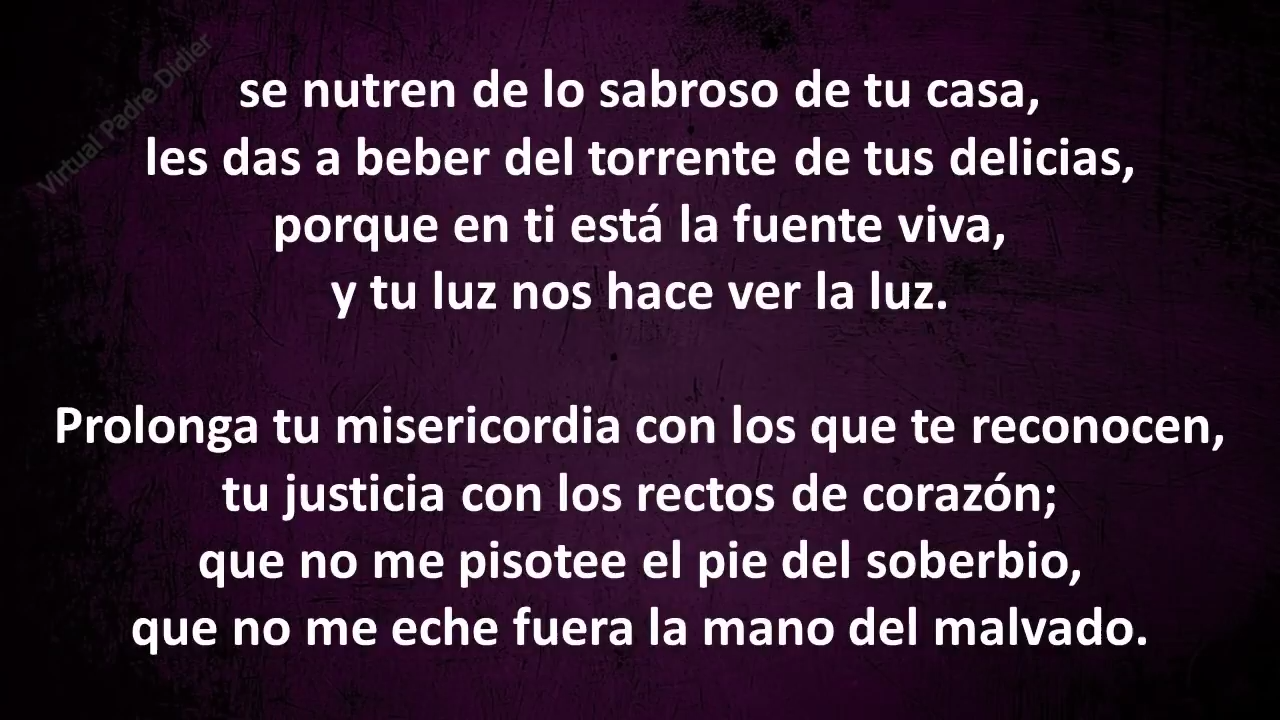 Virtual Padre Didier
se nutren de lo sabroso de tu casa,
les das a beber del torrente de tus delicias,
porque en ti está la fuente viva,
y tu luz nos hace ver la luz.
Prolonga tu misericordia con los que te reconocen,
tu justicia con los rectos de corazón;
que no me pisotee el pie del soberbio,
que no me eche fuera la mano del malvado.